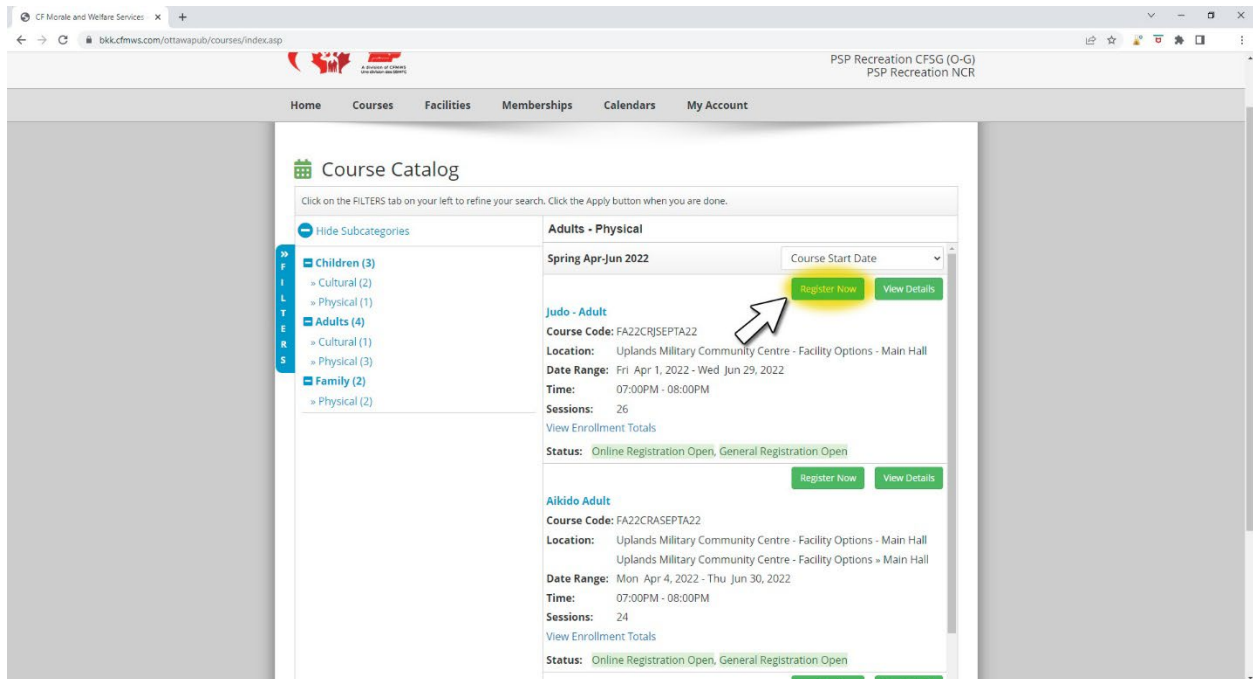 CF Morale and Welfare Services
bkk.cfmws.com/ottawapub/courses/index.asp
A Division of CFMWS
PSP Recreation CFSG (O-G)
PSP Recreation NCR
Home Courses Facilities Memberships Calendars My Account
Course Catalog
Click on the FILTERS tab on your left to refine your search. Click the Apply button when you are done.
FILTERS
Hide Subcategories
Children (3)
» Cultural (2)
» Physical (1)
Adults (4)
» Cultural (1)
» Physical (3)
Family (2)
» Physical (2)
Adults - Physical
Spring Apr-Jun 2022 Course Start Date
Register Now View Details
Judo - Adult
Course Code: FA22CRJSEPTA22
Location: Uplands Military Community Centre - Facility Options - Main Hall
Date Range: Fri Apr 1, 2022 - Wed Jun 29, 2022
Time: 07:00PM - 08:00PM
Sessions: 26
View Enrollment Totals
Status: Online Registration Open, General Registration Open
Register Now View Details
Aikido Adult
Course Code: FA22CRASEPTA22
Location: Uplands Military Community Centre - Facility Options - Main Hall
Uplands Military Community Centre - Facility Options » Main Hall
Date Range: Mon Apr 4, 2022 - Thu Jun 30, 2022
Time: 07:00PM - 08:00PM
Sessions: 24
View Enrollment Totals
Status: Online Registration Open, General Registration Open